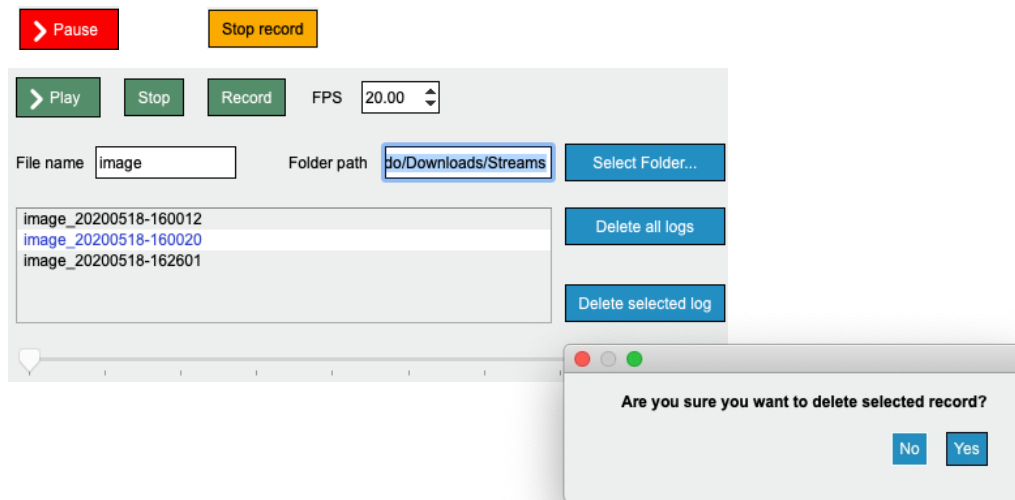 Pause
Stop record
Play
Stop
Record
FPS
20.00
File name
image
Folder path
do/Downloads/Streams
Select Folder...
image_20200518-160012
image_20200518-160020
image_20200518-162601
Delete all logs
Delete selected log
Are you sure you want to delete selected record?
No
Yes